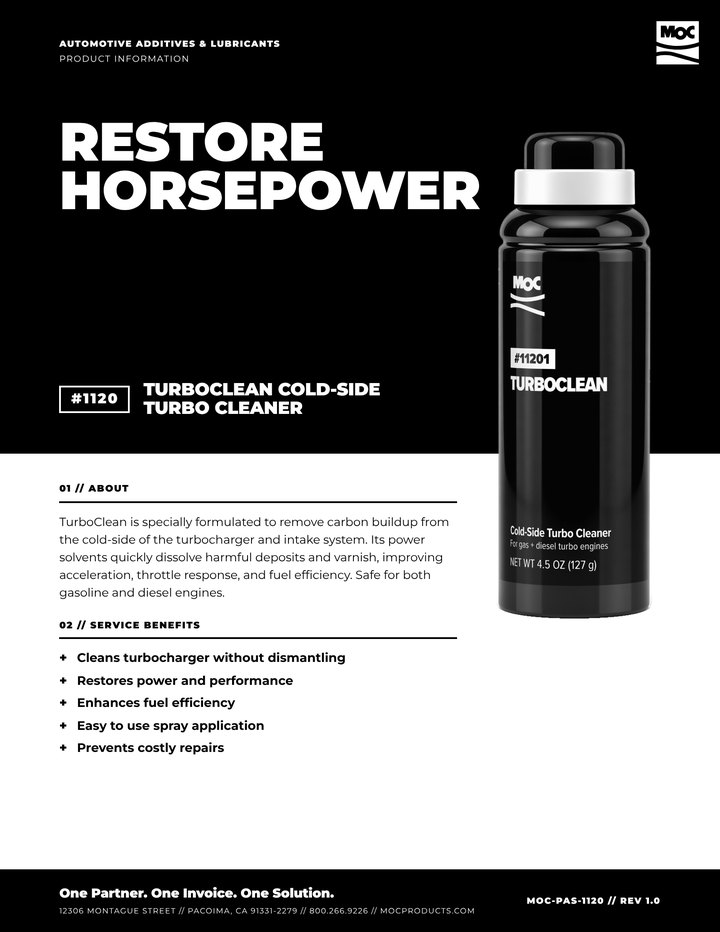 AUTOMOTIVE ADDITIVES & LUBRICANTS
PRODUCT INFORMATION
MOC
RESTORE
HORSEPOWER
#1120
TURBOCLEAN COLD-SIDE
TURBO CLEANER
MOC
#11201
TURBOCLEAN
Cold-Side Turbo Cleaner
For gas + diesel turbo engines
NET WT 4.5 OZ (127 g)
01 // ABOUT
TurboClean is specially formulated to remove carbon buildup from
the cold-side of the turbocharger and intake system. Its power
solvents quickly dissolve harmful deposits and varnish, improving
acceleration, throttle response, and fuel efficiency. Safe for both
gasoline and diesel engines.
02 // SERVICE BENEFITS
+ Cleans turbocharger without dismantling
+ Restores power and performance
+ Enhances fuel efficiency
+ Easy to use spray application
+ Prevents costly repairs
One Partner. One Invoice. One Solution.
12306 MONTAGUE STREET // PACOIMA, CA 91331-2279 // 800.266.9226 // MOCPRODUCTS.COM
MOC-PAS-1120 // REV 1.0